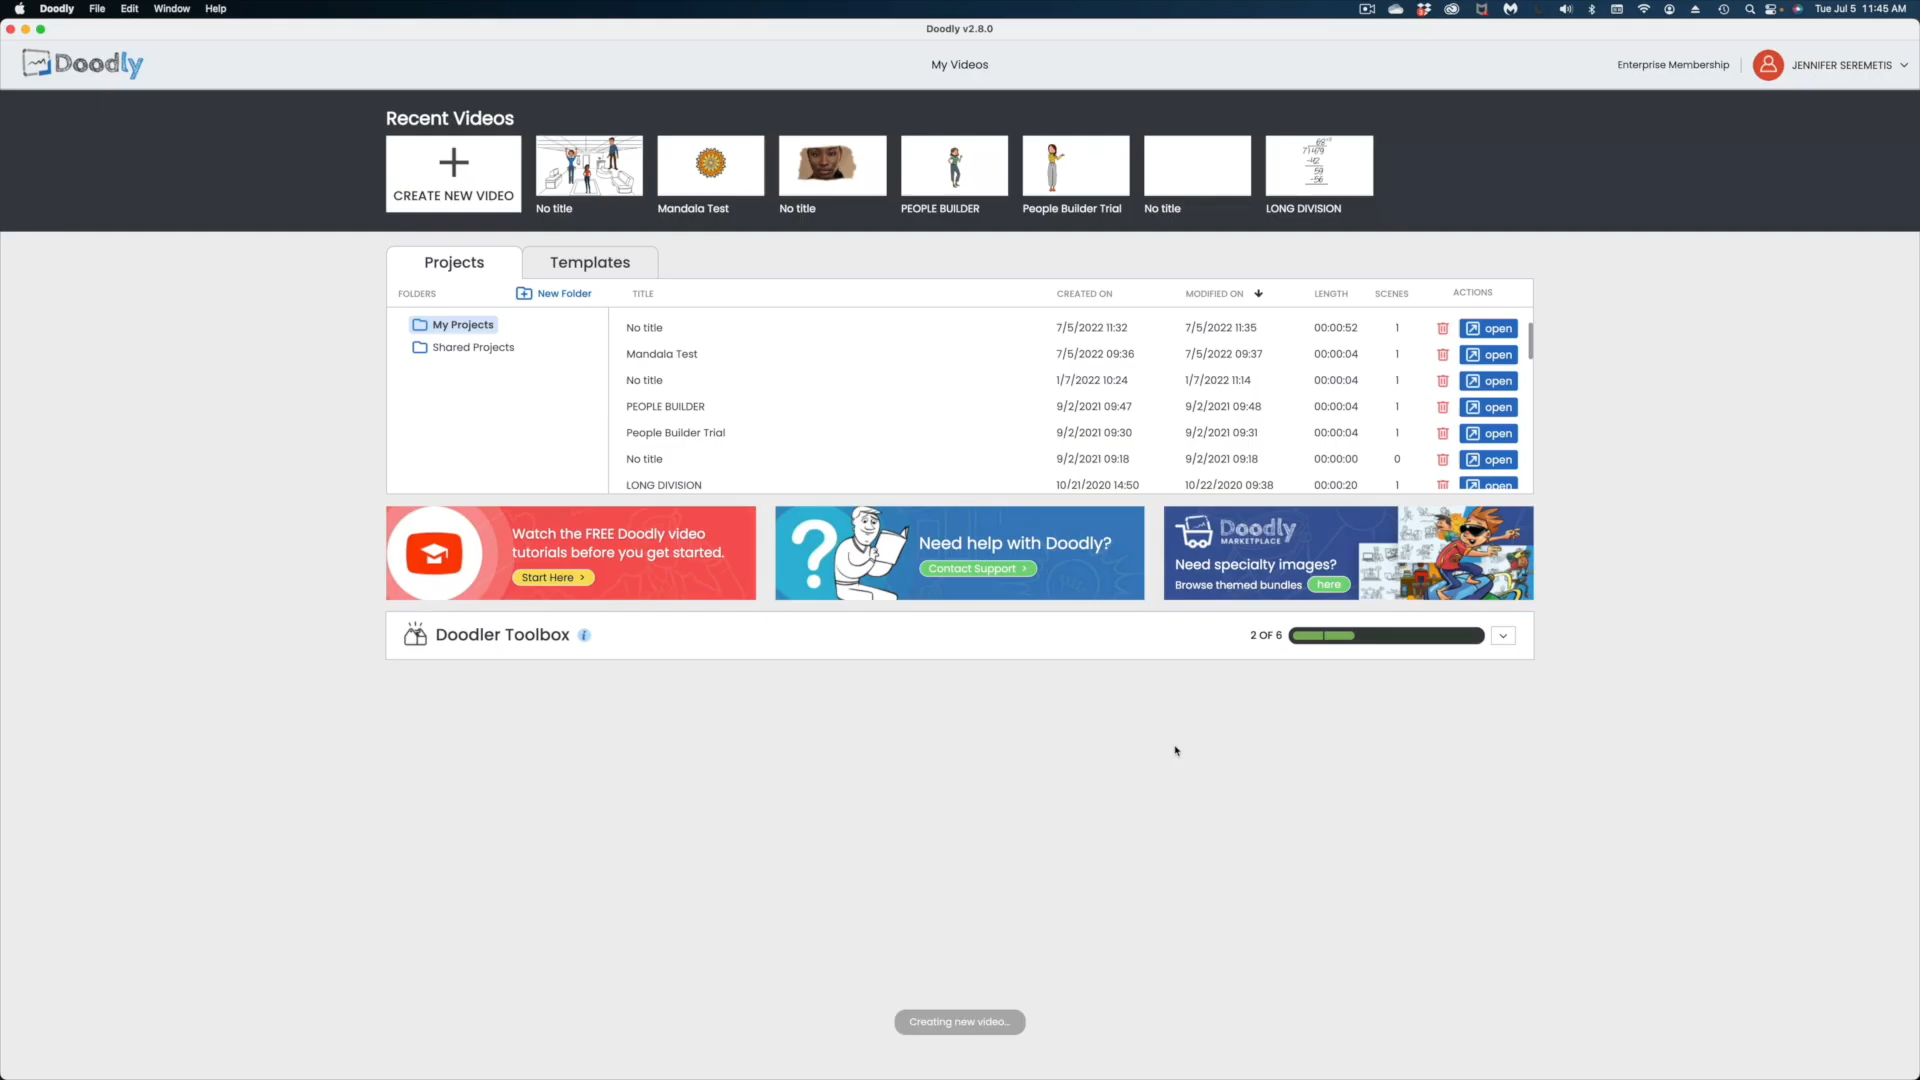 Doodly File Edit Window Help Tue Jul 5 11:45 AM
Doodly v2.8.0
Doodly
My Videos
Enterprise Membership
JENNIFER SEREMETIS
Recent Videos
CREATE NEW VIDEO
No title
Mandala Test
No title
PEOPLE BUILDER
People Builder Trial
No title
LONG DIVISION
Projects
Templates
FOLDERS
New Folder
TITLE CREATED ON MODIFIED ON LENGTH SCENES ACTIONS
My Projects
Shared Projects
No title 7/5/2022 11:32 7/5/2022 11:35 00:00:52 1 open
Mandala Test 7/5/2022 09:36 7/5/2022 09:37 00:00:04 1 open
No title 1/7/2022 10:24 1/7/2022 11:14 00:00:04 1 open
PEOPLE BUILDER 9/2/2021 09:47 9/2/2021 09:48 00:00:04 1 open
People Builder Trial 9/2/2021 09:30 9/2/2021 09:31 00:00:04 1 open
No title 9/2/2021 09:18 9/2/2021 09:18 00:00:00 0 open
LONG DIVISION 10/21/2020 14:50 10/22/2020 09:38 00:00:20 1 open
Watch the FREE Doodly video
tutorials before you get started.
Start Here >
Need help with Doodly?
Contact Support >
Doodly
MARKETPLACE
Need specialty images?
Browse themed bundles here
Doodler Toolbox i
2 OF 6
Creating new video...